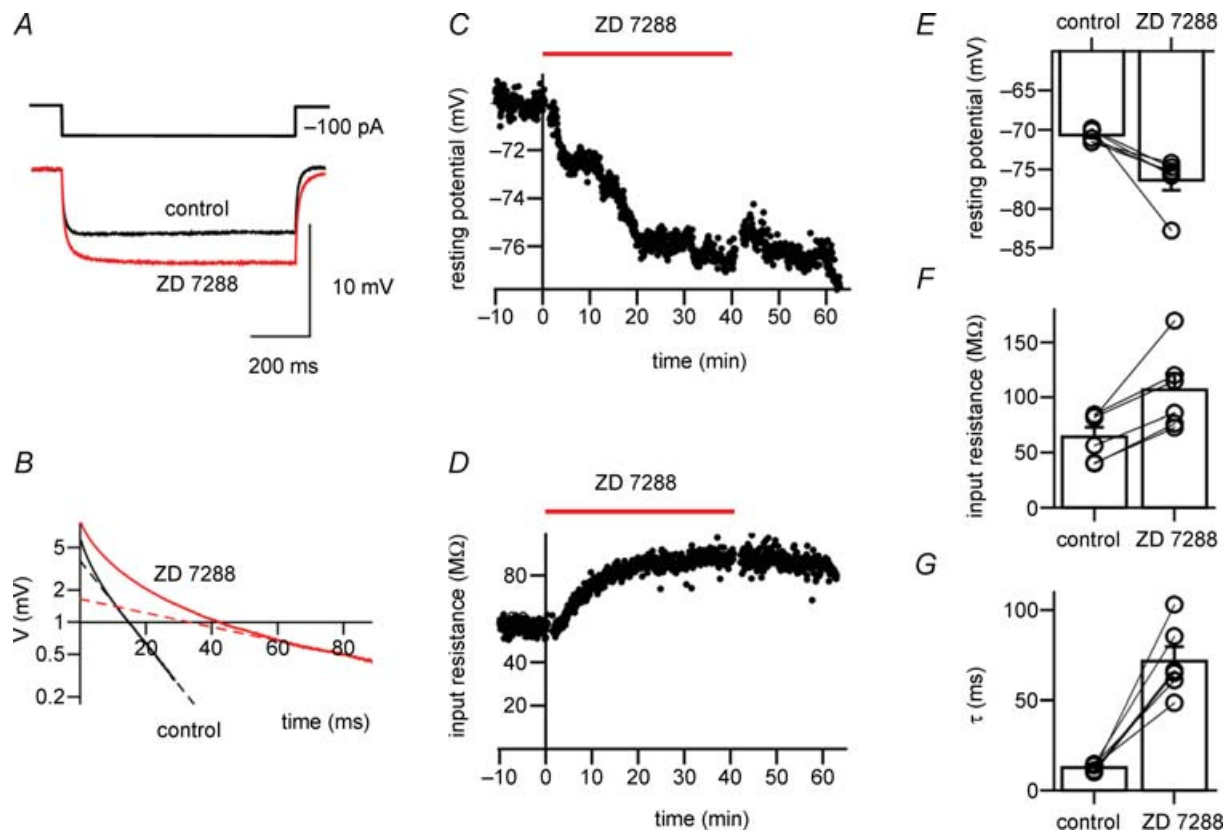 A
–100 pA
control
ZD 7288
10 mV
200 ms
B
V (mV)
5
2
1
0.5
0.2
20
40
60
80
ZD 7288
control
time (ms)
C
ZD 7288
resting potential (mV)
–72
–74
–76
–10 0 10 20 30 40 50 60
time (min)
D
ZD 7288
input resistance (MΩ)
80
40
20
–10 0 10 20 30 40 50 60
time (min)
E
control ZD 7288
resting potential (mV)
–65
–70
–75
–80
–85
F
input resistance (MΩ)
150
100
50
0
control ZD 7288
G
τ (ms)
100
50
0
control ZD 7288